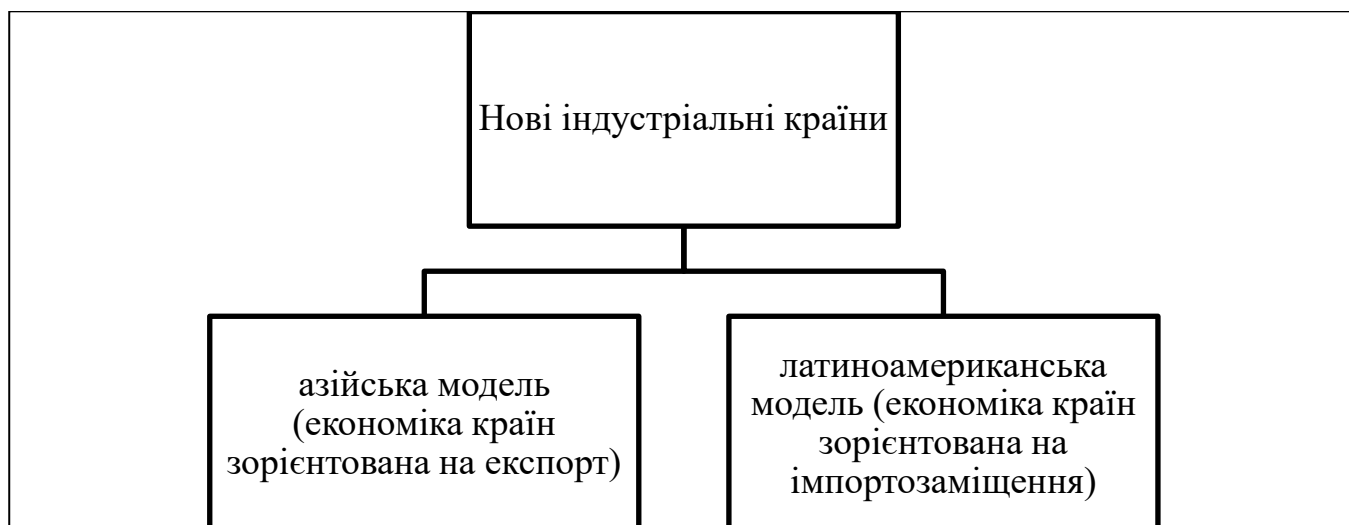 Нові індустріальні країни
азійська модель
(економіка країн
зорієнтована на експорт)
латиноамериканська
модель (економіка країн
зорієнтована на
імпортозаміщення)